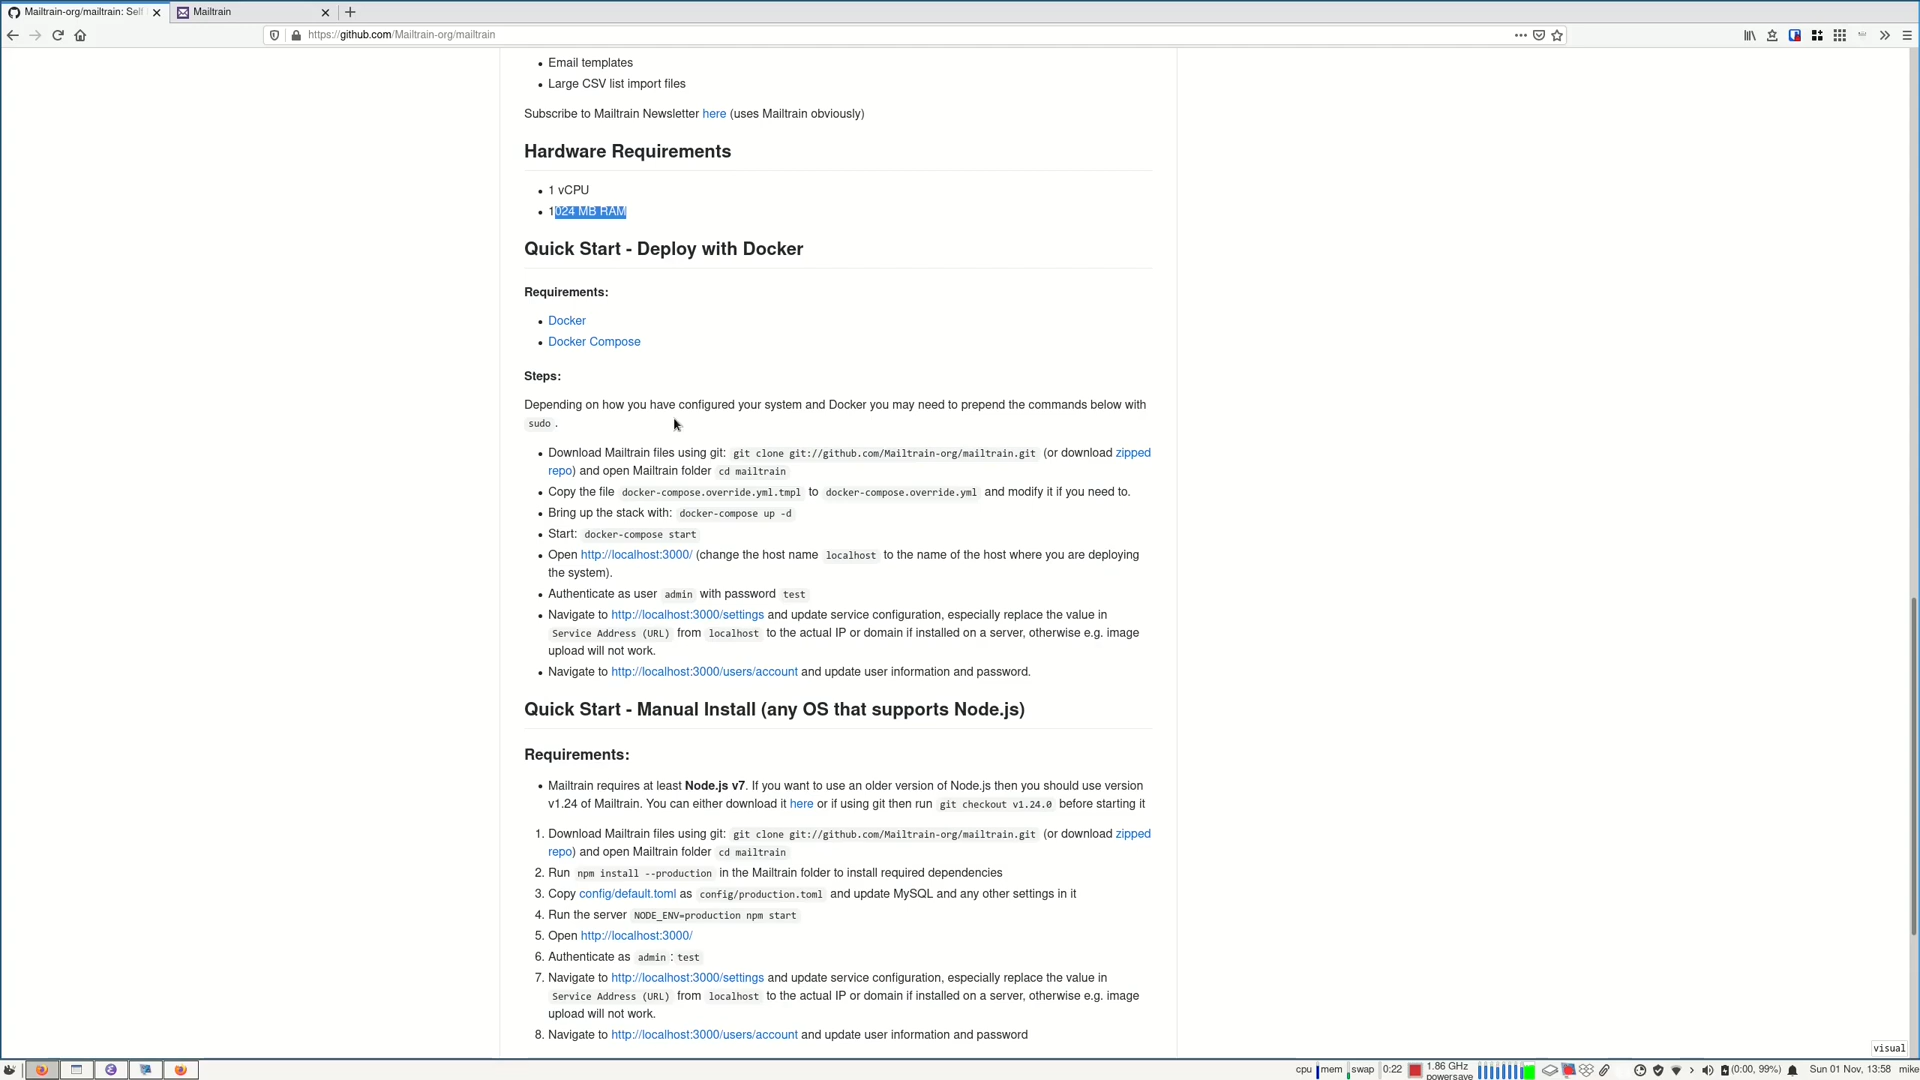 Mailtrain-org/mailtrain: Sel
Mailtrain
https://github.com/Mailtrain-org/mailtrain
Email templates
Large CSV list import files
Subscribe to Mailtrain Newsletter here (uses Mailtrain obviously)
Hardware Requirements
1 vCPU
1024 MB RAM
Quick Start - Deploy with Docker
Requirements:
Docker
Docker Compose
Steps:
Depending on how you have configured your system and Docker you may need to prepend the commands below with
sudo .
Download Mailtrain files using git: git clone git://github.com/Mailtrain-org/mailtrain.git (or download zipped
repo) and open Mailtrain folder cd mailtrain
Copy the file docker-compose.override.yml.tmpl to docker-compose.override.yml and modify it if you need to.
Bring up the stack with: docker-compose up -d
Start: docker-compose start
Open http://localhost:3000/ (change the host name localhost to the name of the host where you are deploying
the system).
Authenticate as user admin with password test
Navigate to http://localhost:3000/settings and update service configuration, especially replace the value in
Service Address (URL) from localhost to the actual IP or domain if installed on a server, otherwise e.g. image
upload will not work.
Navigate to http://localhost:3000/users/account and update user information and password.
Quick Start - Manual Install (any OS that supports Node.js)
Requirements:
Mailtrain requires at least Node.js v7. If you want to use an older version of Node.js then you should use version
v1.24 of Mailtrain. You can either download it here or if using git then run git checkout v1.24.0 before starting it
1. Download Mailtrain files using git: git clone git://github.com/Mailtrain-org/mailtrain.git (or download zipped
repo) and open Mailtrain folder cd mailtrain
2. Run npm install --production in the Mailtrain folder to install required dependencies
3. Copy config/default.toml as config/production.toml and update MySQL and any other settings in it
4. Run the server NODE_ENV=production npm start
5. Open http://localhost:3000/
6. Authenticate as admin : test
7. Navigate to http://localhost:3000/settings and update service configuration, especially replace the value in
Service Address (URL) from localhost to the actual IP or domain if installed on a server, otherwise e.g. image
upload will not work.
8. Navigate to http://localhost:3000/users/account and update user information and password
visual
cpu mem swap 0:22 1.86 GHz powersave (0:00, 99%) Sun 01 Nov, 13:58 mike